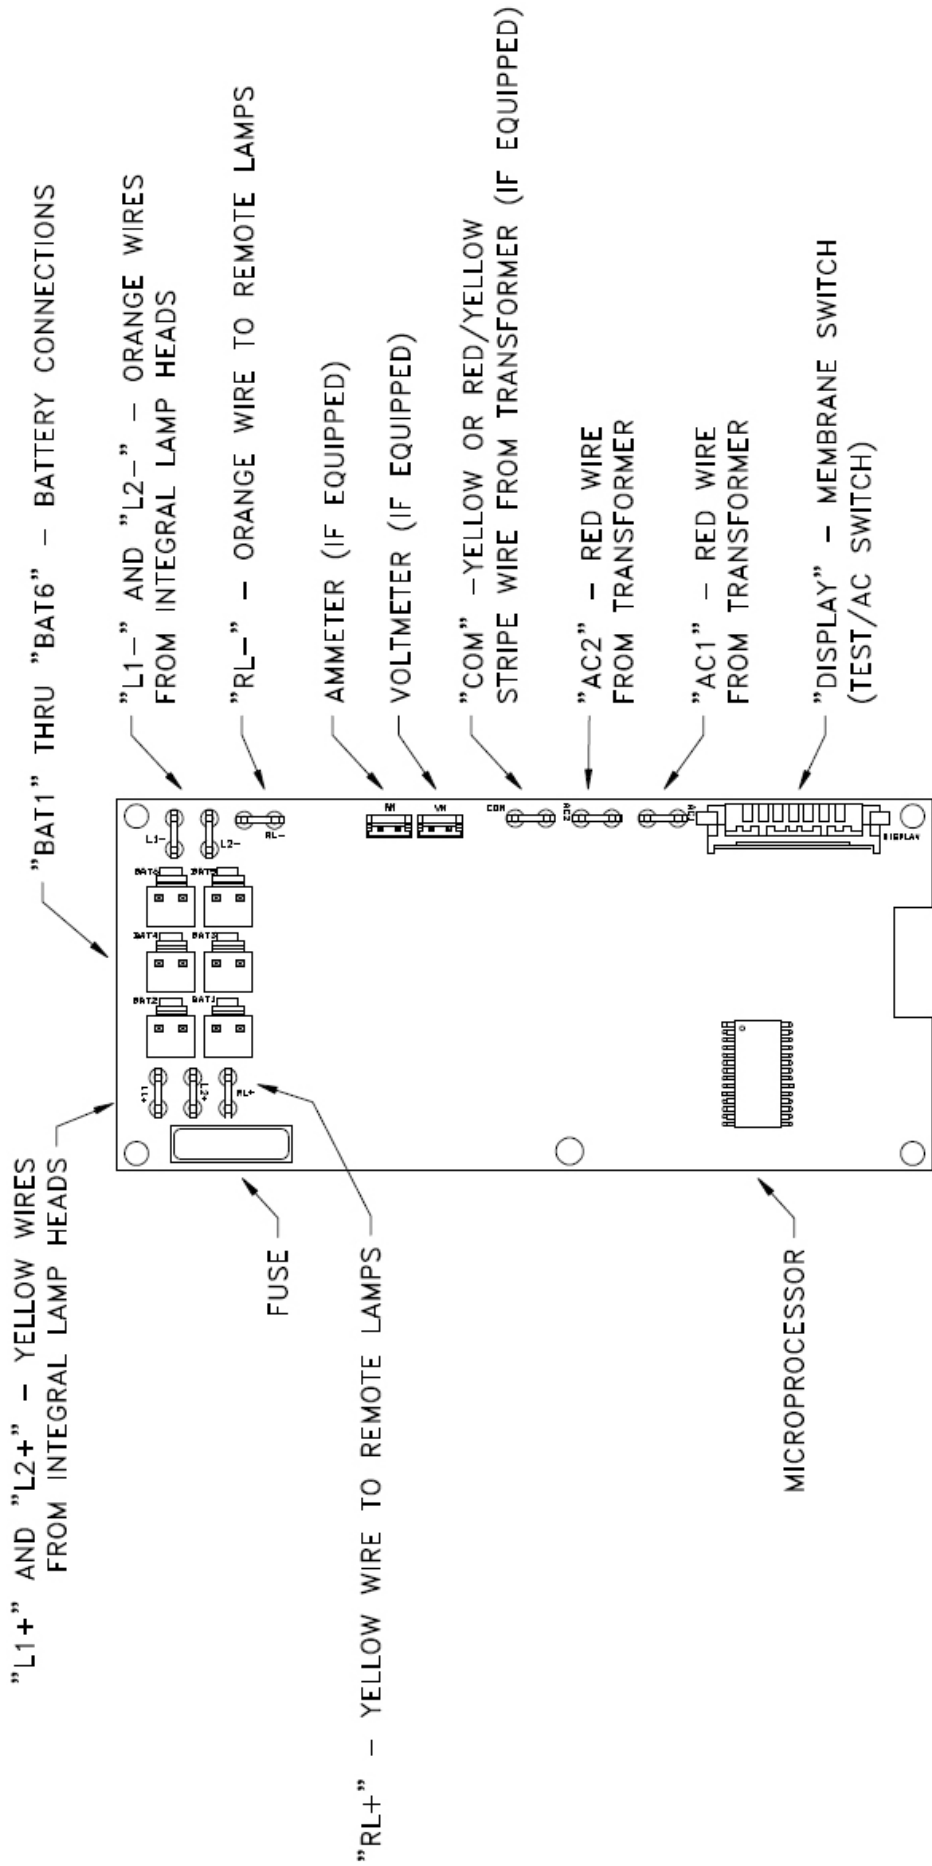 "L1+" AND "L2+" – YELLOW WIRES
FROM INTEGRAL LAMP HEADS
"BAT1" THRU "BAT6" – BATTERY CONNECTIONS
"L1–" AND "L2–" – ORANGE WIRES
FROM INTEGRAL LAMP HEADS
"RL–" – ORANGE WIRE TO REMOTE LAMPS
AMMETER (IF EQUIPPED)
VOLTMETER (IF EQUIPPED)
"COM" –YELLOW OR RED/YELLOW
STRIPE WIRE FROM TRANSFORMER (IF EQUIPPED)
"AC2" – RED WIRE
FROM TRANSFORMER
"AC1" – RED WIRE
FROM TRANSFORMER
"DISPLAY" – MEMBRANE SWITCH
(TEST/AC SWITCH)
FUSE
"RL+" – YELLOW WIRE TO REMOTE LAMPS
MICROPROCESSOR
L1+
L2+
RL+
BAT2
BAT1
BAT4
BAT3
BAT6
BAT5
L1-
L2-
RL-
AM
VM
COM
AC2
AC1
DISPLAY